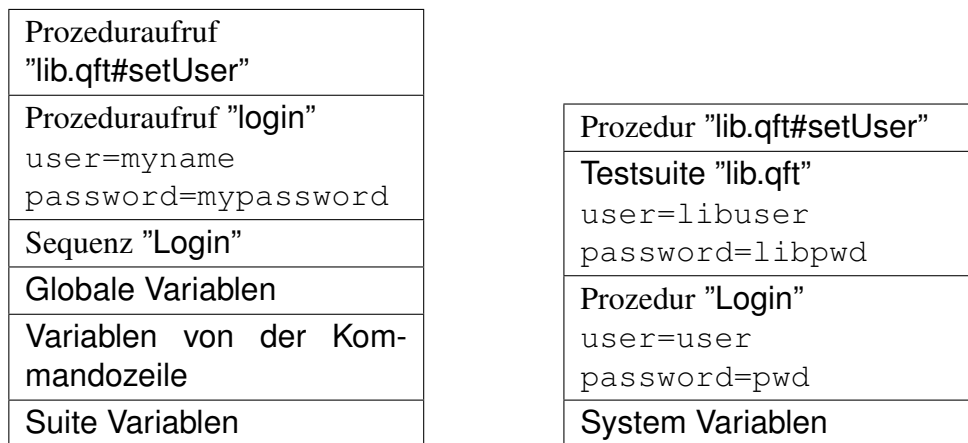 Prozeduraufruf
”lib.qft#setUser”
Prozeduraufruf ”login”
user=myname
password=mypassword
Sequenz ”Login”
Globale Variablen
Variablen von der Kom-
mandozeile
Suite Variablen
Prozedur ”lib.qft#setUser”
Testsuite ”lib.qft”
user=libuser
password=libpwd
Prozedur ”Login”
user=user
password=pwd
System Variablen